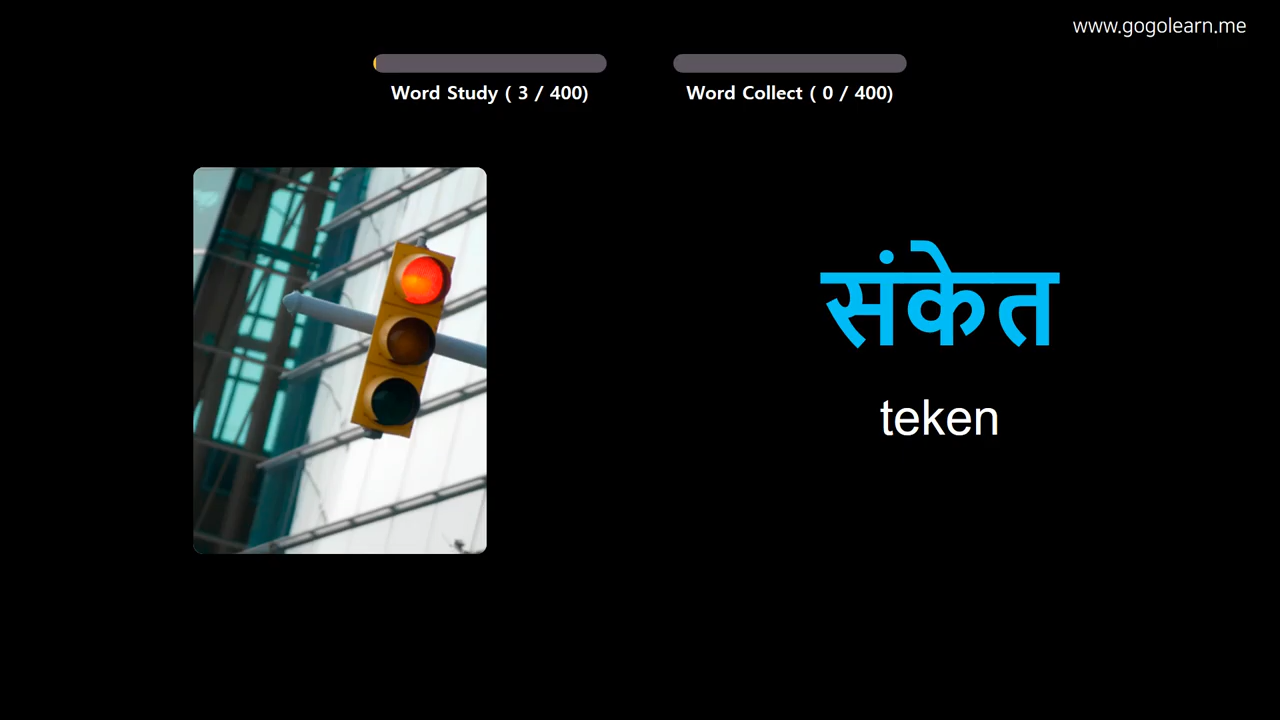 www.gogolearn.me
Word Study ( 3 / 400)
Word Collect ( 0 / 400)
संकेत
teken